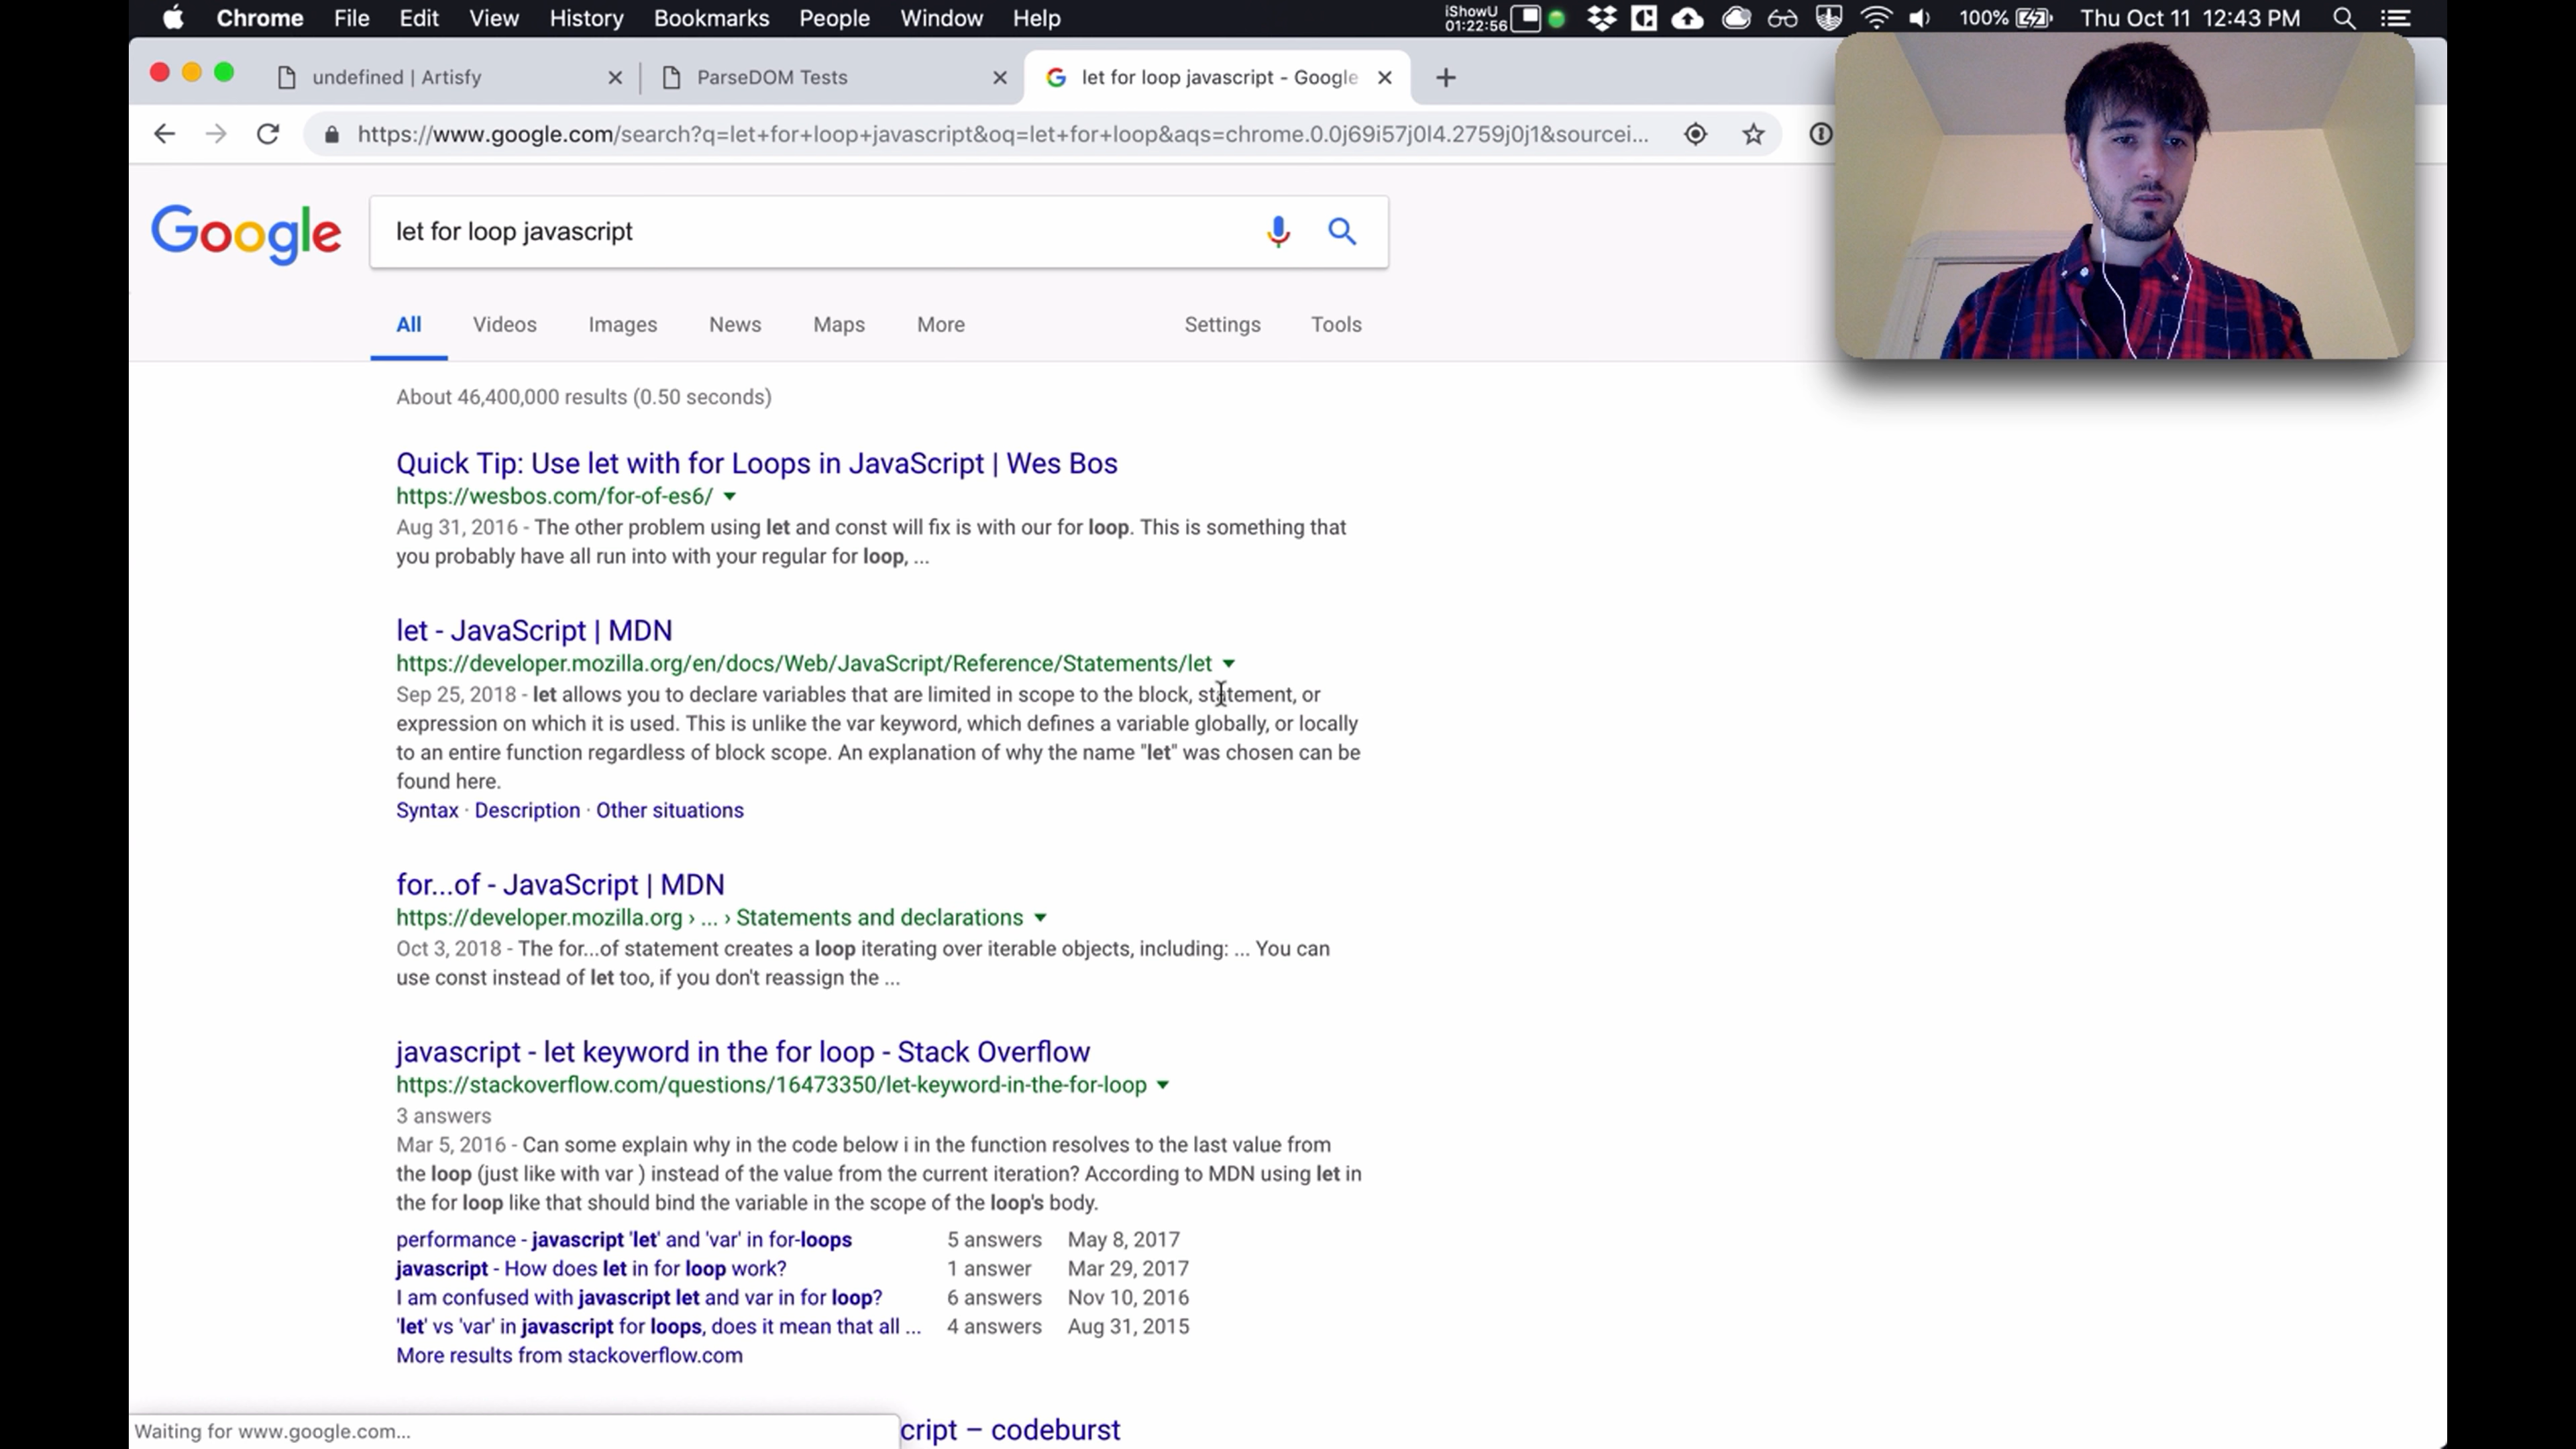 Chrome File Edit View History Bookmarks People Window Help
iShowU
01:22:56
100% Thu Oct 11 12:43 PM
undefined | Artisfy
ParseDOM Tests
let for loop javascript - Google
https://www.google.com/search?q=let+for+loop+javascript&oq=let+for+loop&aqs=chrome.0.0j69i57j0l4.2759j0j1&sourcei...
Google
let for loop javascript
All Videos Images News Maps More Settings Tools
About 46,400,000 results (0.50 seconds)
Quick Tip: Use let with for Loops in JavaScript | Wes Bos
https://wesbos.com/for-of-es6/
Aug 31, 2016 - The other problem using let and const will fix is with our for loop. This is something that
you probably have all run into with your regular for loop, ...
let - JavaScript | MDN
https://developer.mozilla.org/en/docs/Web/JavaScript/Reference/Statements/let
Sep 25, 2018 - let allows you to declare variables that are limited in scope to the block, statement, or
expression on which it is used. This is unlike the var keyword, which defines a variable globally, or locally
to an entire function regardless of block scope. An explanation of why the name "let" was chosen can be
found here.
Syntax · Description · Other situations
for...of - JavaScript | MDN
https://developer.mozilla.org › ... › Statements and declarations
Oct 3, 2018 - The for...of statement creates a loop iterating over iterable objects, including: ... You can
use const instead of let too, if you don't reassign the ...
javascript - let keyword in the for loop - Stack Overflow
https://stackoverflow.com/questions/16473350/let-keyword-in-the-for-loop
3 answers
Mar 5, 2016 - Can some explain why in the code below i in the function resolves to the last value from
the loop (just like with var ) instead of the value from the current iteration? According to MDN using let in
the for loop like that should bind the variable in the scope of the loop's body.
performance - javascript 'let' and 'var' in for-loops 5 answers May 8, 2017
javascript - How does let in for loop work? 1 answer Mar 29, 2017
I am confused with javascript let and var in for loop? 6 answers Nov 10, 2016
'let' vs 'var' in javascript for loops, does it mean that all ... 4 answers Aug 31, 2015
More results from stackoverflow.com
cript – codeburst
Waiting for www.google.com...